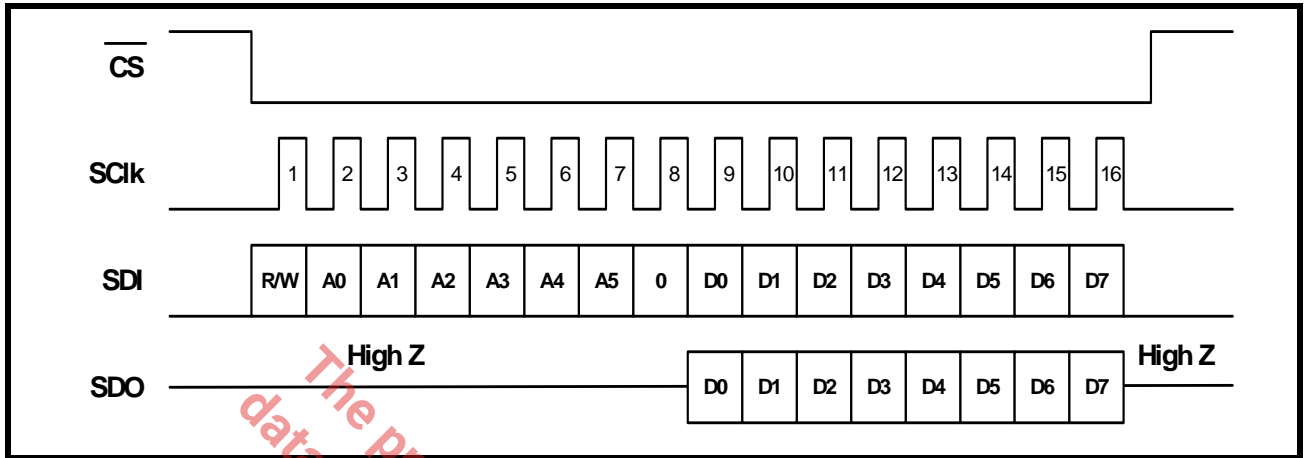 CS
SClk 1 2 3 4 5 6 7 8 9 10 11 12 13 14 15 16
SDI R/W A0 A1 A2 A3 A4 A5 0 D0 D1 D2 D3 D4 D5 D6 D7
High Z High Z
SDO D0 D1 D2 D3 D4 D5 D6 D7
The